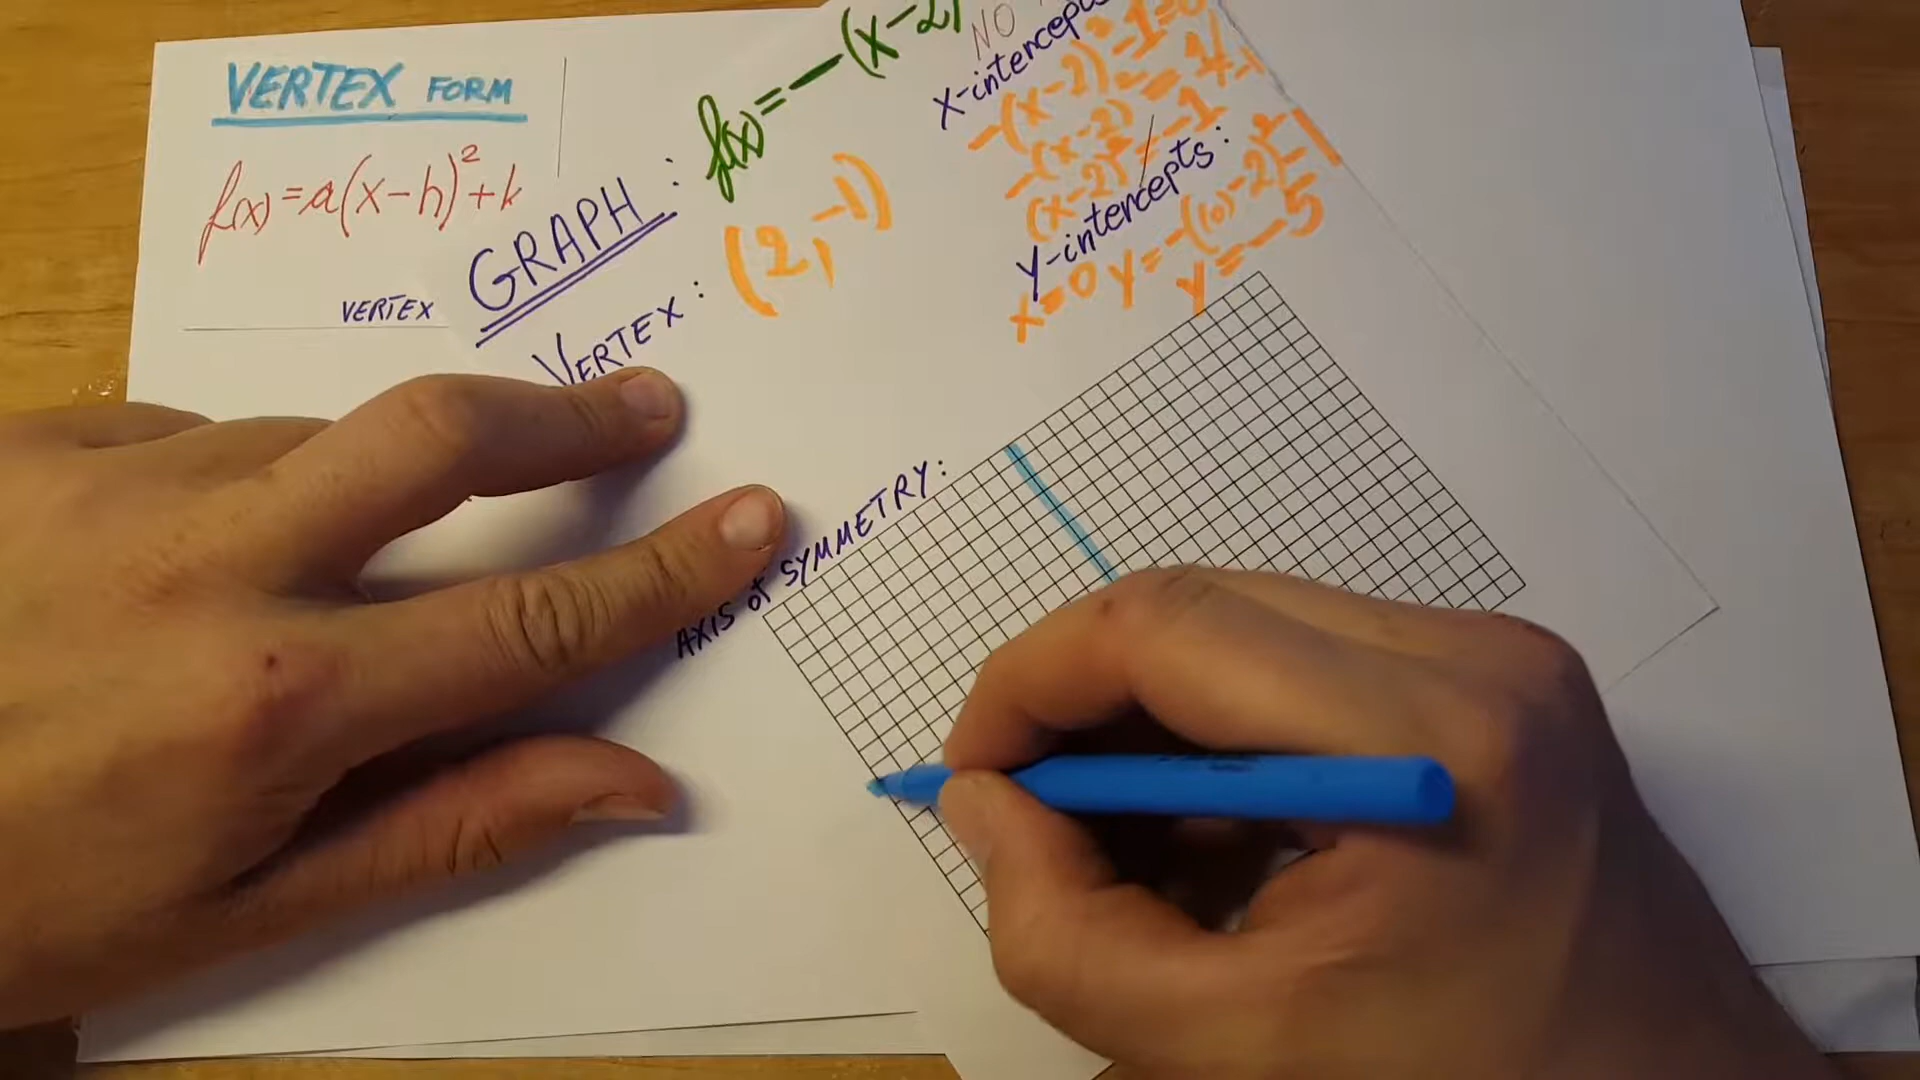 VERTEX FORM
f(x)=a(x-h)²+k
VERTEX
GRAPH: f(x)=-(x-2)
VERTEX: (2,-1)
NO
X-intercepts
-(x-2)²-1=0
-(x-2)²=1
(x-2)²≠-1
Y-intercepts:
x=0 y=-((0)-2)²-1
y=-5
AXIS of SYMMETRY: